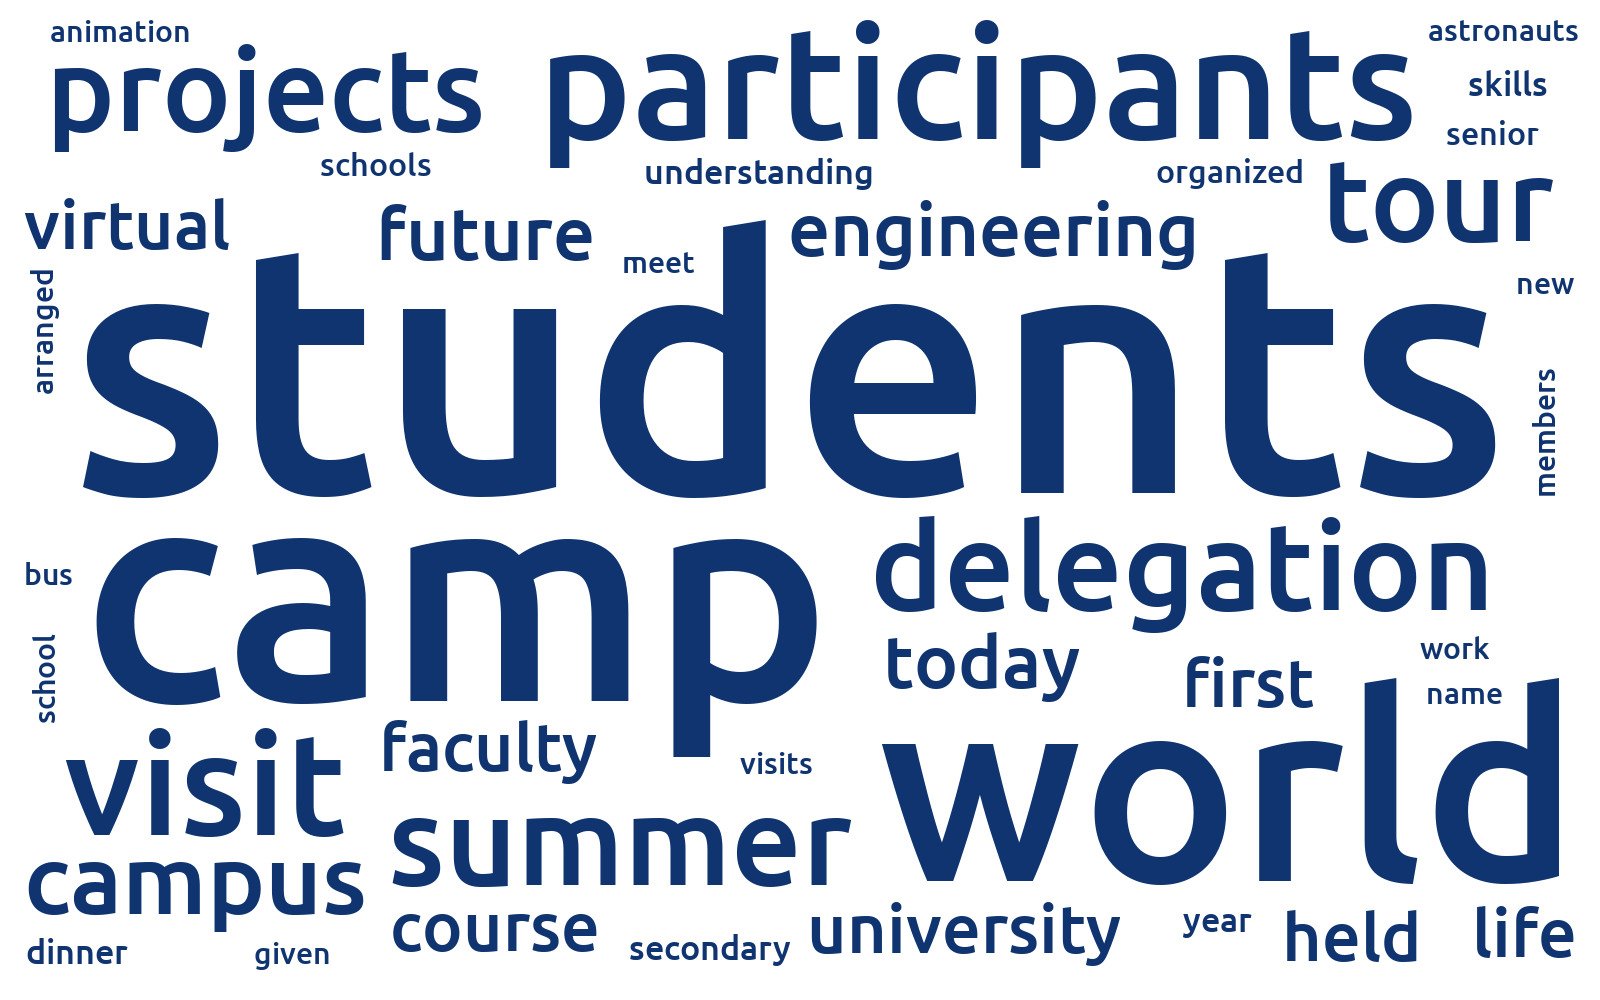 animation
participants
astronauts
projects
skills
senior
schools
understanding
organized
tour
virtual
future
engineering
meet
arranged
new
students
members
camp
delegation
bus
today
school
first
work
name
world
visit
faculty
visits
summer
campus
course
university
year
held
life
dinner
given
secondary